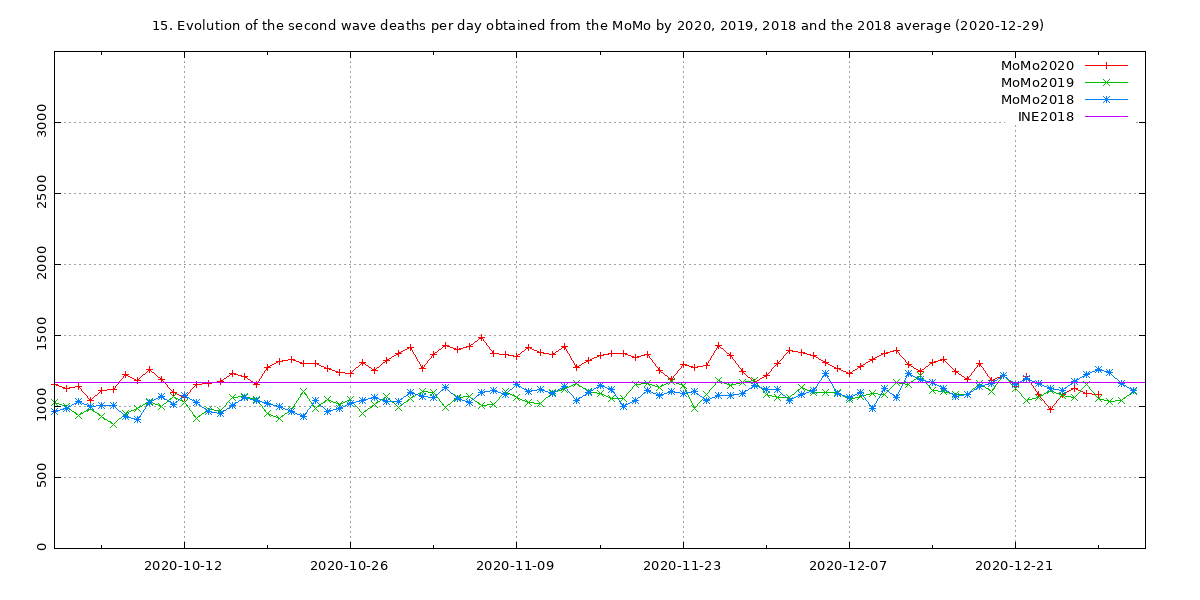 15. Evolution of the second wave deaths per day obtained from the MoMo by 2020, 2019, 2018 and the 2018 average (2020-12-29)
MoMo2020
MoMo2019
MoMo2018
INE2018
3000
2500
2000
1500
1000
500
0
2020-10-12
2020-10-26
2020-11-09
2020-11-23
2020-12-07
2020-12-21